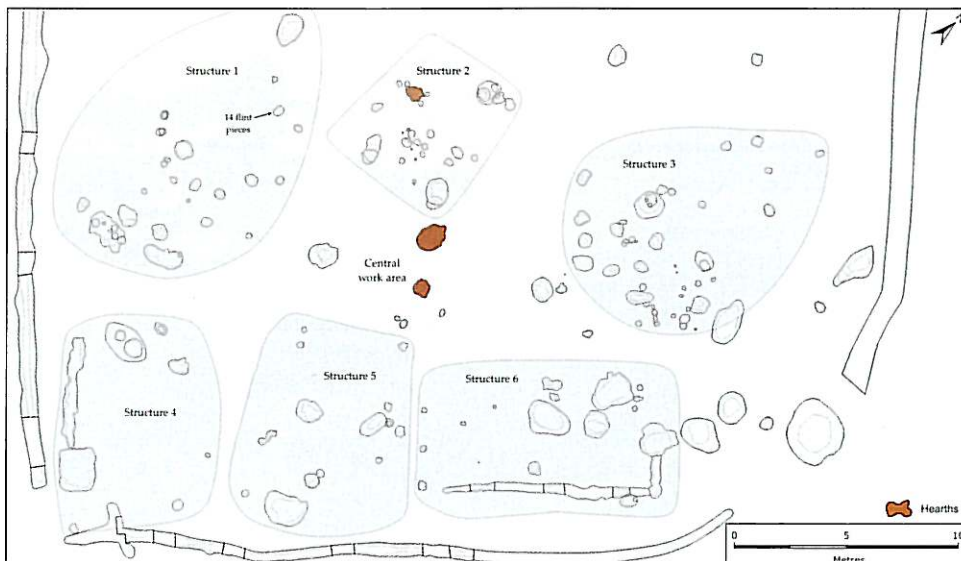 Structure 1
14 flint
pieces
Structure 2
Structure 3
Central
work area
Structure 4
Structure 5
Structure 6
Hearths
0 5 10
Metres